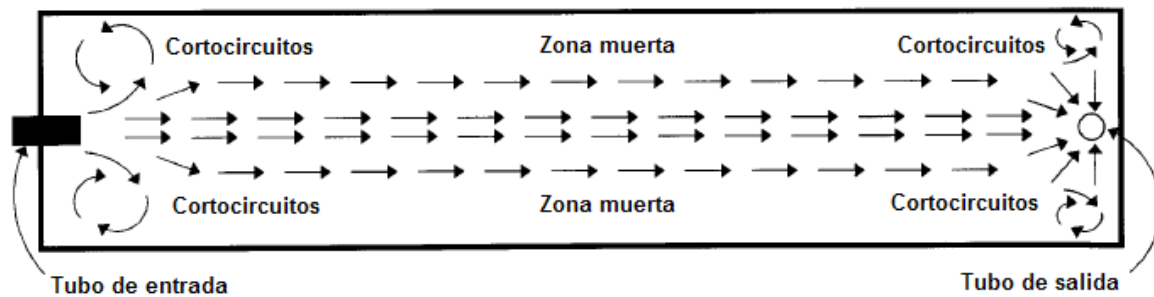 Cortocircuitos
Zona muerta
Cortocircuitos
Cortocircuitos
Zona muerta
Cortocircuitos
Tubo de entrada
Tubo de salida